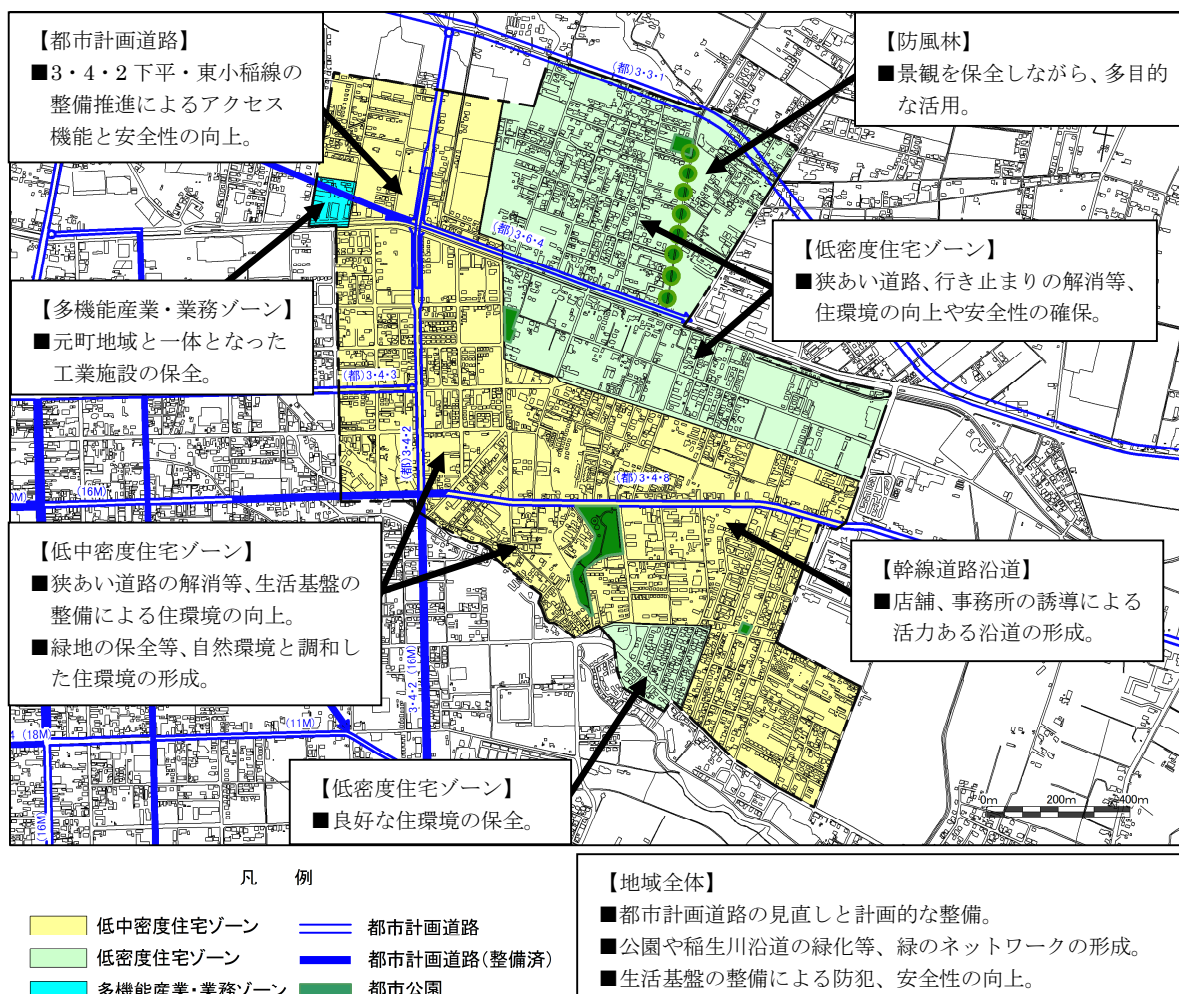 【都市計画道路】
■3・4・2 下平・東小稲線の
整備推進によるアクセス
機能と安全性の向上。
【防風林】
■景観を保全しながら、多目的
な活用。
(都)3・3・1
(都)3・6・4
【低密度住宅ゾーン】
■狭あい道路、行き止まりの解消等、
住環境の向上や安全性の確保。
【多機能産業・業務ゾーン】
■元町地域と一体となった
工業施設の保全。
(都)3・4・3
(都)3・4・2
(16M)
(都)3・4・8
【低中密度住宅ゾーン】
■狭あい道路の解消等、生活基盤の
整備による住環境の向上。
■緑地の保全等、自然環境と調和し
た住環境の形成。
【幹線道路沿道】
■店舗、事務所の誘導による
活力ある沿道の形成。
3・4・2 (16M)
(11M)
4 (18M)
(16M)
【低密度住宅ゾーン】
■良好な住環境の保全。
0m 200m 400m
凡 例
低中密度住宅ゾーン
都市計画道路
低密度住宅ゾーン
都市計画道路(整備済)
多機能産業・業務ゾーン
都市公園
【地域全体】
■都市計画道路の見直しと計画的な整備。
■公園や稲生川沿道の緑化等、緑のネットワークの形成。
■生活基盤の整備による防犯、安全性の向上。